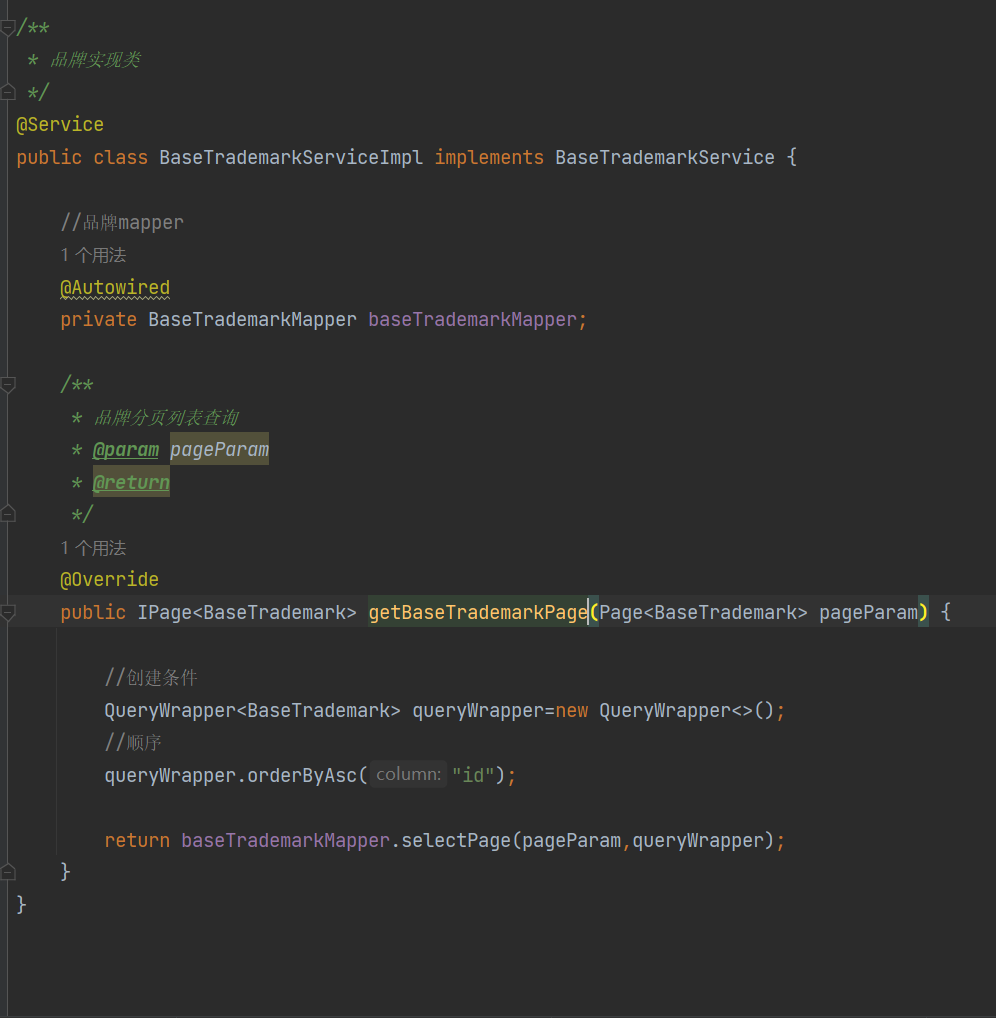 /**
 * 品牌实现类
 */
@Service
public class BaseTrademarkServiceImpl implements BaseTrademarkService {
//品牌mapper
1 个用法
@Autowired
private BaseTrademarkMapper baseTrademarkMapper;
/**
 * 品牌分页列表查询
 * @param pageParam
 * @return
 */
1 个用法
@Override
public IPage<BaseTrademark> getBaseTrademarkPage(Page<BaseTrademark> pageParam) {
//创建条件
QueryWrapper<BaseTrademark> queryWrapper=new QueryWrapper<>();
//顺序
queryWrapper.orderByAsc( column: "id");
return baseTrademarkMapper.selectPage(pageParam,queryWrapper);
}
}